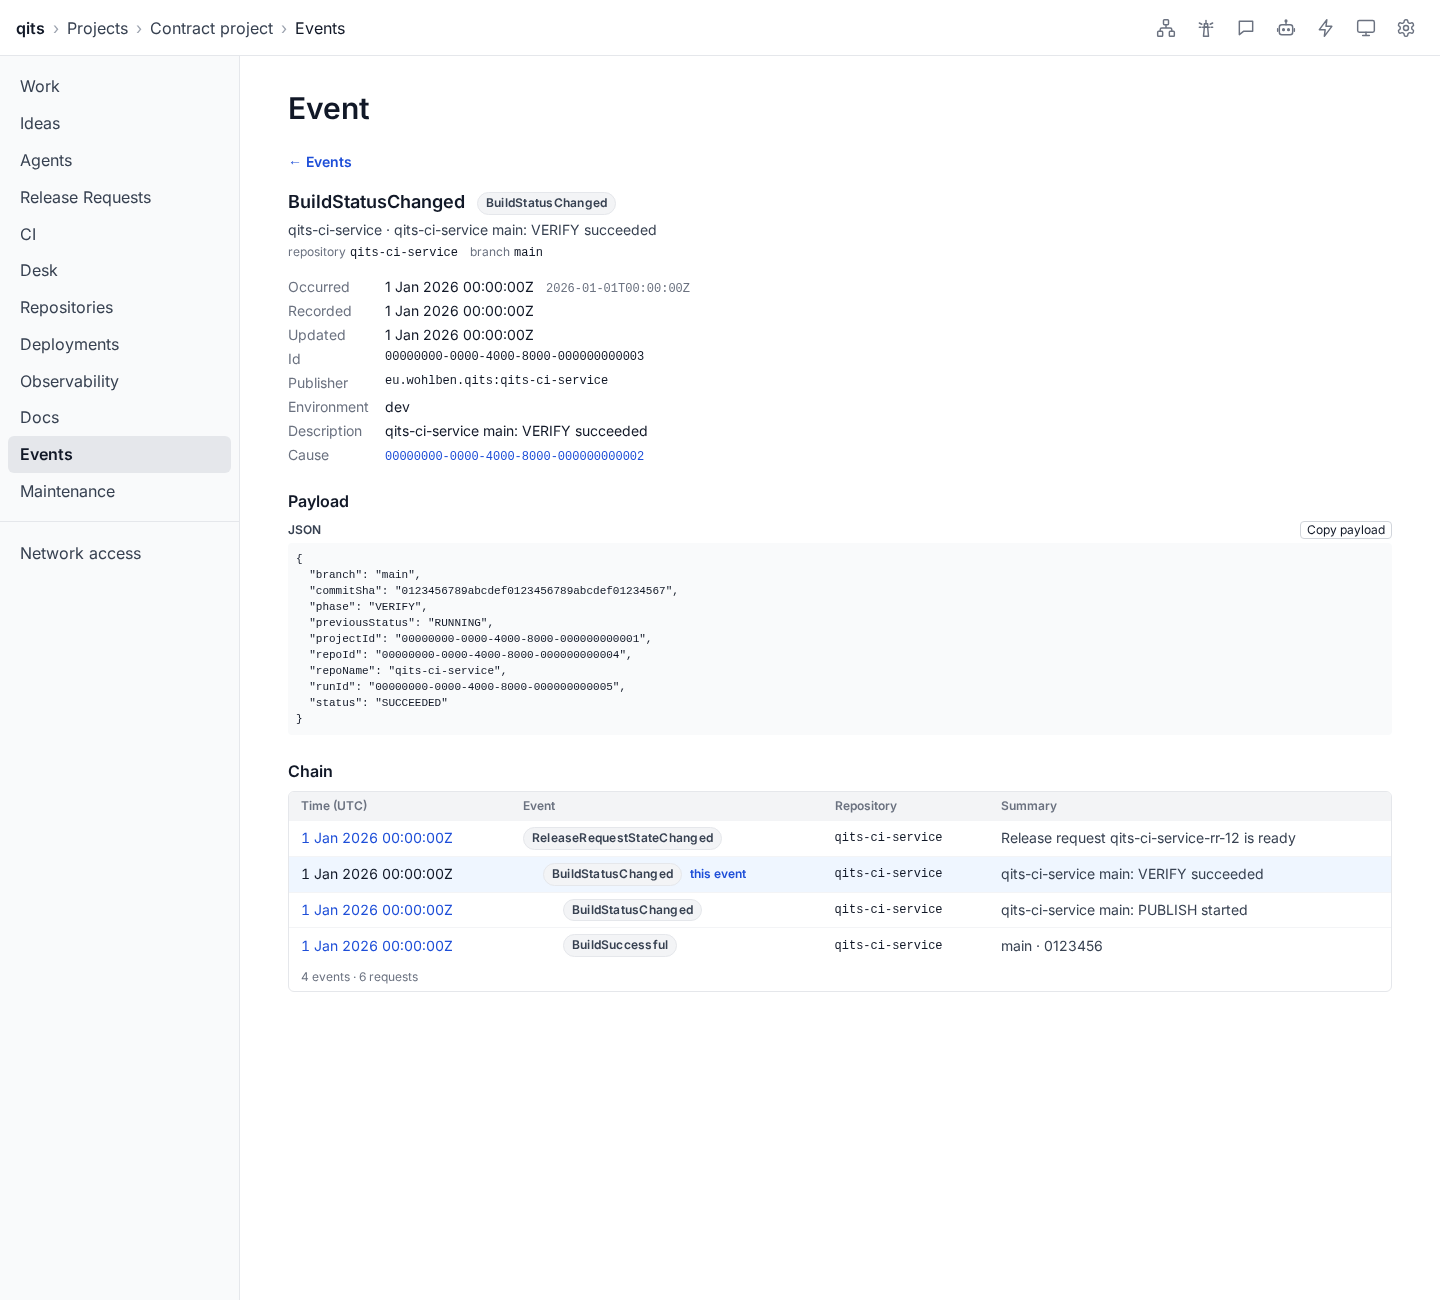 qits › Projects › Contract project › Events
Work
Ideas
Agents
Release Requests
CI
Desk
Repositories
Deployments
Observability
Docs
Events
Maintenance
Network access
Event
← Events
BuildStatusChanged BuildStatusChanged
qits-ci-service · qits-ci-service main: VERIFY succeeded
repository qits-ci-service branch main
Occurred 1 Jan 2026 00:00:00Z 2026-01-01T00:00:00Z
Recorded 1 Jan 2026 00:00:00Z
Updated 1 Jan 2026 00:00:00Z
Id 00000000-0000-4000-8000-000000000003
Publisher eu.wohlben.qits:qits-ci-service
Environment dev
Description qits-ci-service main: VERIFY succeeded
Cause 00000000-0000-4000-8000-000000000002
Payload
JSON Copy payload
{
"branch": "main",
"commitSha": "0123456789abcdef0123456789abcdef01234567",
"phase": "VERIFY",
"previousStatus": "RUNNING",
"projectId": "00000000-0000-4000-8000-000000000001",
"repoId": "00000000-0000-4000-8000-000000000004",
"repoName": "qits-ci-service",
"runId": "00000000-0000-4000-8000-000000000005",
"status": "SUCCEEDED"
}
Chain
Time (UTC) Event Repository Summary
1 Jan 2026 00:00:00Z ReleaseRequestStateChanged qits-ci-service Release request qits-ci-service-rr-12 is ready
1 Jan 2026 00:00:00Z BuildStatusChanged this event qits-ci-service qits-ci-service main: VERIFY succeeded
1 Jan 2026 00:00:00Z BuildStatusChanged qits-ci-service qits-ci-service main: PUBLISH started
1 Jan 2026 00:00:00Z BuildSuccessful qits-ci-service main · 0123456
4 events · 6 requests